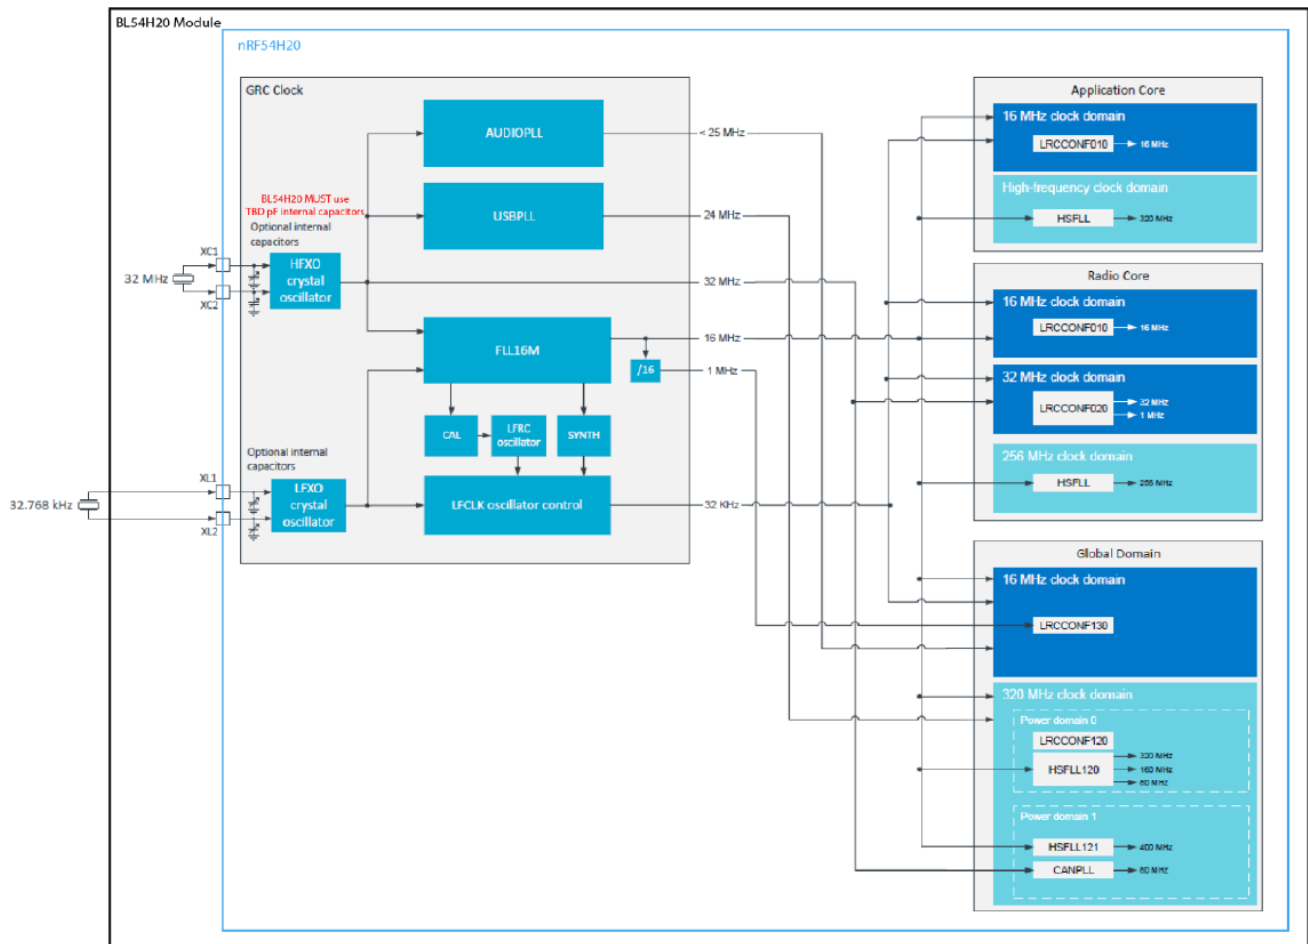 BL54H20 Module
nRF54H20
GRC Clock
AUDIOPLL
< 25 MHz
BL54H20 MUST use
TBD pF internal capacitors
Optional internal
capacitors
USBPLL
24 MHz
XC1
32 MHz
XC2
HFXO
crystal
oscillator
32 MHz
FLL16M
16 MHz
/16
1 MHz
CAL
LFRC
oscillator
SYNTH
Optional internal
capacitors
XL1
32.768 kHz
XL2
LFXO
crystal
oscillator
LFCLK oscillator control
32 KHz
Application Core
16 MHz clock domain
LRCCONF010
16 MHz
High-frequency clock domain
HSFLL
320 MHz
Radio Core
16 MHz clock domain
LRCCONF010
16 MHz
32 MHz clock domain
LRCCONF020
32 MHz
1 MHz
256 MHz clock domain
HSFLL
256 MHz
Global Domain
16 MHz clock domain
LRCCONF130
320 MHz clock domain
Power domain 0
LRCCONF120
HSFLL120
320 MHz
160 MHz
80 MHz
Power domain 1
HSFLL121
400 MHz
CANPLL
80 MHz